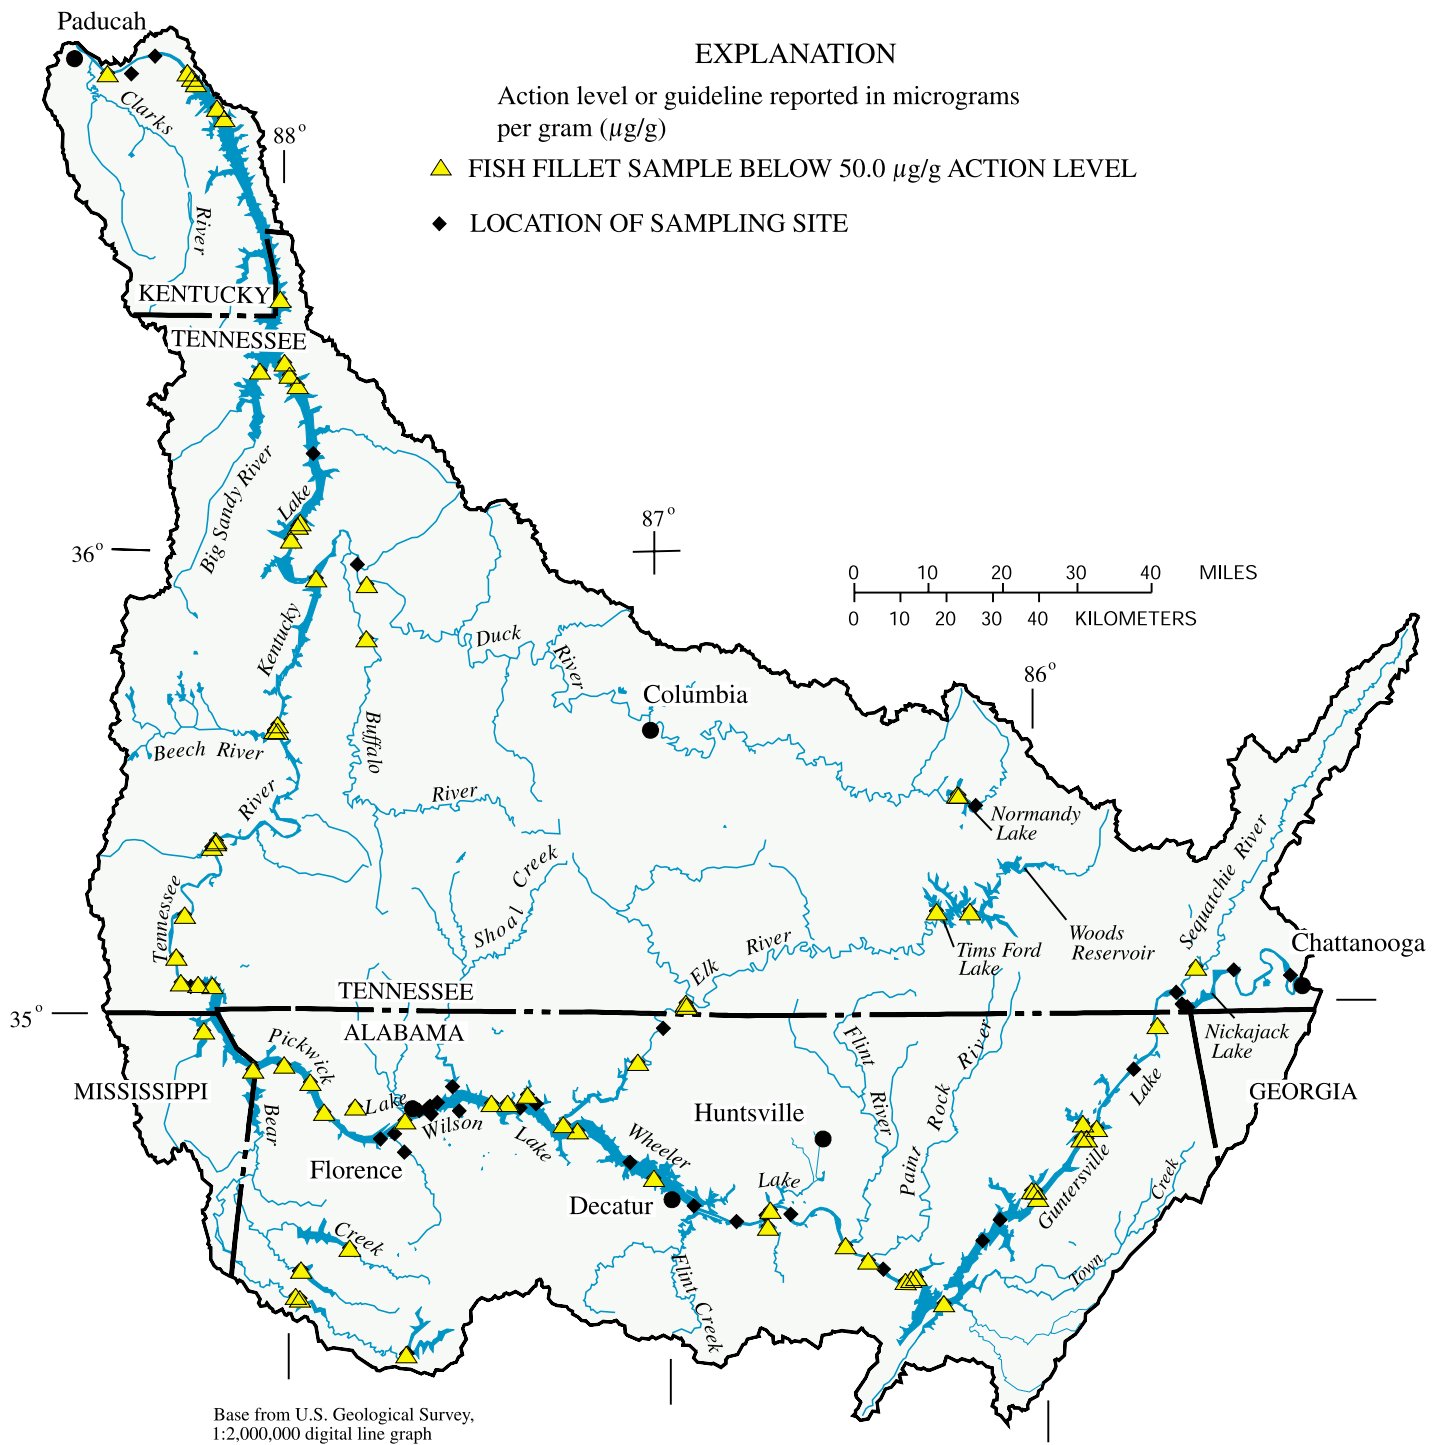 Paducah
EXPLANATION
Action level or guideline reported in micrograms
per gram (µg/g)
FISH FILLET SAMPLE BELOW 50.0 µg/g ACTION LEVEL
LOCATION OF SAMPLING SITE
Clarks
River
88°
KENTUCKY
TENNESSEE
Big Sandy River
Lake
Kentucky
36°
87°
0 10 20 30 40 MILES
0 10 20 30 40 KILOMETERS
Duck
River
Columbia
86°
Buffalo
River
Beech River
River
Tennessee
Normandy
Lake
Shoal Creek
Sequatchie River
Woods
Reservoir
Tims Ford
Lake
Elk River
Chattanooga
35°
TENNESSEE
ALABAMA
Nickajack
Lake
MISSISSIPPI
GEORGIA
Pickwick
Lake
Bear
Creek
Wilson
Lake
Florence
Wheeler
Lake
Decatur
Huntsville
Flint
River
Paint Rock River
Guntersville
Lake
Town Creek
Flint Creek
Base from U.S. Geological Survey,
1:2,000,000 digital line graph